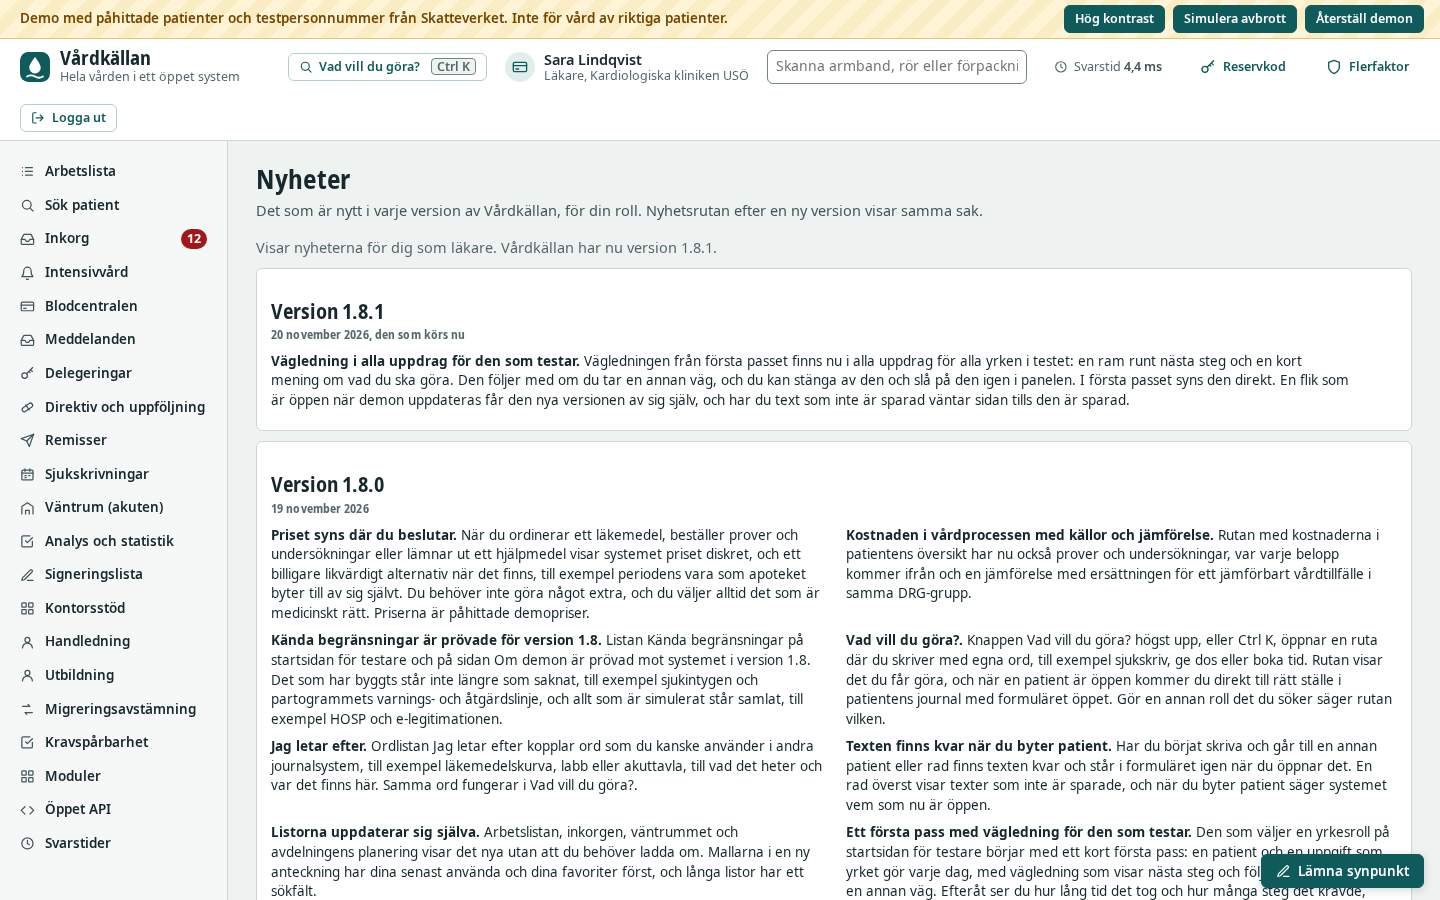 Demo med påhittade patienter och testpersonnummer från Skatteverket. Inte för vård av riktiga patienter.
Hög kontrast
Simulera avbrott
Återställ demon
Vårdkällan
Hela vården i ett öppet system
Vad vill du göra? Ctrl K
Sara Lindqvist
Läkare, Kardiologiska kliniken USÖ
Skanna armband, rör eller förpackni
Svarstid 4,4 ms
Reservkod
Flerfaktor
Logga ut
Arbetslista
Sök patient
Inkorg 12
Intensivvård
Blodcentralen
Meddelanden
Delegeringar
Direktiv och uppföljning
Remisser
Sjukskrivningar
Väntrum (akuten)
Analys och statistik
Signeringslista
Kontorsstöd
Handledning
Utbildning
Migreringsavstämning
Kravspårbarhet
Moduler
Öppet API
Svarstider
Nyheter
Det som är nytt i varje version av Vårdkällan, för din roll. Nyhetsrutan efter en ny version visar samma sak.
Visar nyheterna för dig som läkare. Vårdkällan har nu version 1.8.1.
Version 1.8.1
20 november 2026, den som körs nu
Vägledning i alla uppdrag för den som testar. Vägledningen från första passet finns nu i alla uppdrag för alla yrken i testet: en ram runt nästa steg och en kort
mening om vad du ska göra. Den följer med om du tar en annan väg, och du kan stänga av den och slå på den igen i panelen. I första passet syns den direkt. En flik som
är öppen när demon uppdateras får den nya versionen av sig själv, och har du text som inte är sparad väntar sidan tills den är sparad.
Version 1.8.0
19 november 2026
Priset syns där du beslutar. När du ordinerar ett läkemedel, beställer prover och
undersökningar eller lämnar ut ett hjälpmedel visar systemet priset diskret, och ett
billigare likvärdigt alternativ när det finns, till exempel periodens vara som apoteket
byter till av sig självt. Du behöver inte göra något extra, och du väljer alltid det som är
medicinskt rätt. Priserna är påhittade demopriser.
Kostnaden i vårdprocessen med källor och jämförelse. Rutan med kostnaderna i
patientens översikt har nu också prover och undersökningar, var varje belopp
kommer ifrån och en jämförelse med ersättningen för ett jämförbart vårdtillfälle i
samma DRG-grupp.
Kända begränsningar är prövade för version 1.8. Listan Kända begränsningar på
startsidan för testare och på sidan Om demon är prövad mot systemet i version 1.8.
Det som har byggts står inte längre som saknat, till exempel sjukintygen och
partogrammets varnings- och åtgärdslinje, och allt som är simulerat står samlat, till
exempel HOSP och e-legitimationen.
Vad vill du göra?. Knappen Vad vill du göra? högst upp, eller Ctrl K, öppnar en ruta
där du skriver med egna ord, till exempel sjukskriv, ge dos eller boka tid. Rutan visar
det du får göra, och när en patient är öppen kommer du direkt till rätt ställe i
patientens journal med formuläret öppet. Gör en annan roll det du söker säger rutan
vilken.
Jag letar efter. Ordlistan Jag letar efter kopplar ord som du kanske använder i andra
journalsystem, till exempel läkemedelskurva, labb eller akuttavla, till vad det heter och
var det finns här. Samma ord fungerar i Vad vill du göra?.
Texten finns kvar när du byter patient. Har du börjat skriva och går till en annan
patient eller rad finns texten kvar och står i formuläret igen när du öppnar det. En
rad överst visar texter som inte är sparade, och när du byter patient säger systemet
vem som nu är öppen.
Listorna uppdaterar sig själva. Arbetslistan, inkorgen, väntrummet och
avdelningens planering visar det nya utan att du behöver ladda om. Mallarna i en ny
anteckning har dina senast använda och dina favoriter först, och långa listor har ett
sökfält.
Ett första pass med vägledning för den som testar. Den som väljer en yrkesroll på
startsidan för testare börjar med ett kort första pass: en patient och en uppgift som
yrket gör varje dag, med vägledning som visar nästa steg och föl
en annan väg. Efteråt ser du hur lång tid det tog och hur många steg det krävde,
Lämna synpunkt